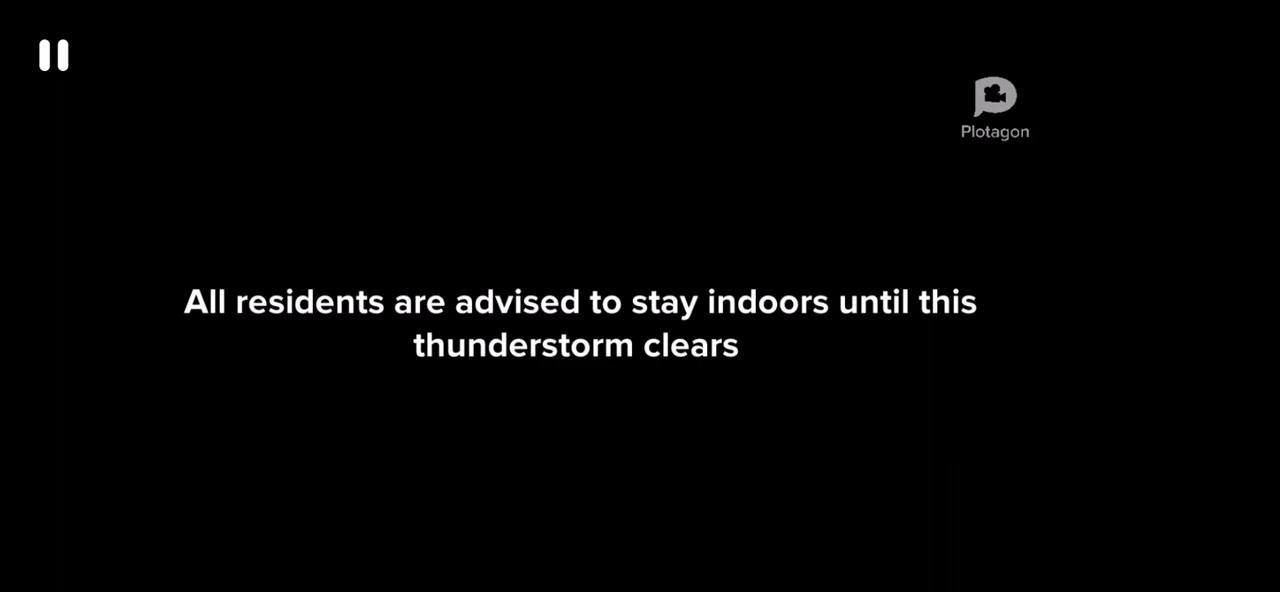 Plotagon
All residents are advised to stay indoors until this
thunderstorm clears